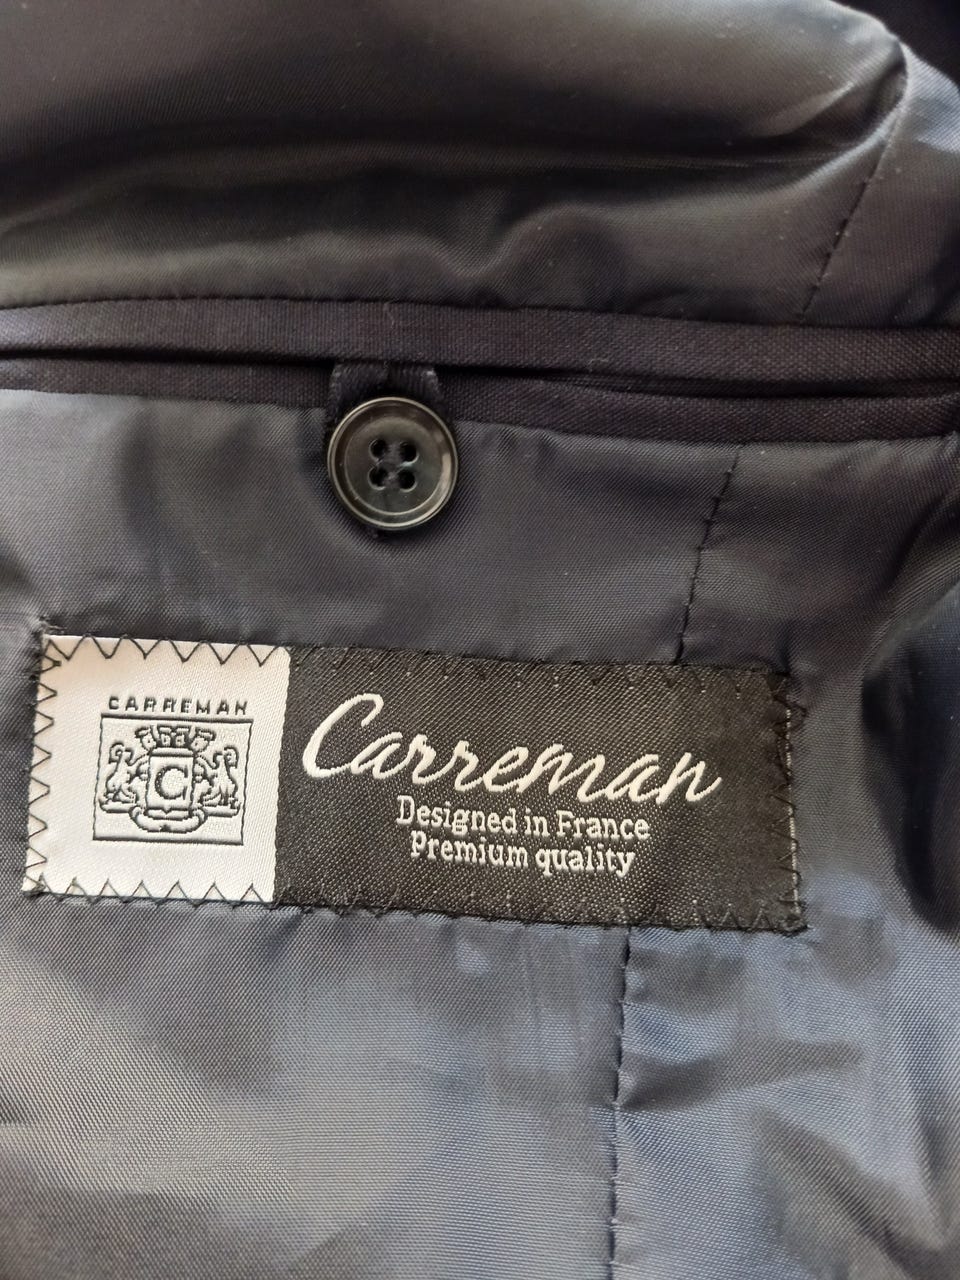 CARREMAN
C
Carreman
Designed in France
Premium quality